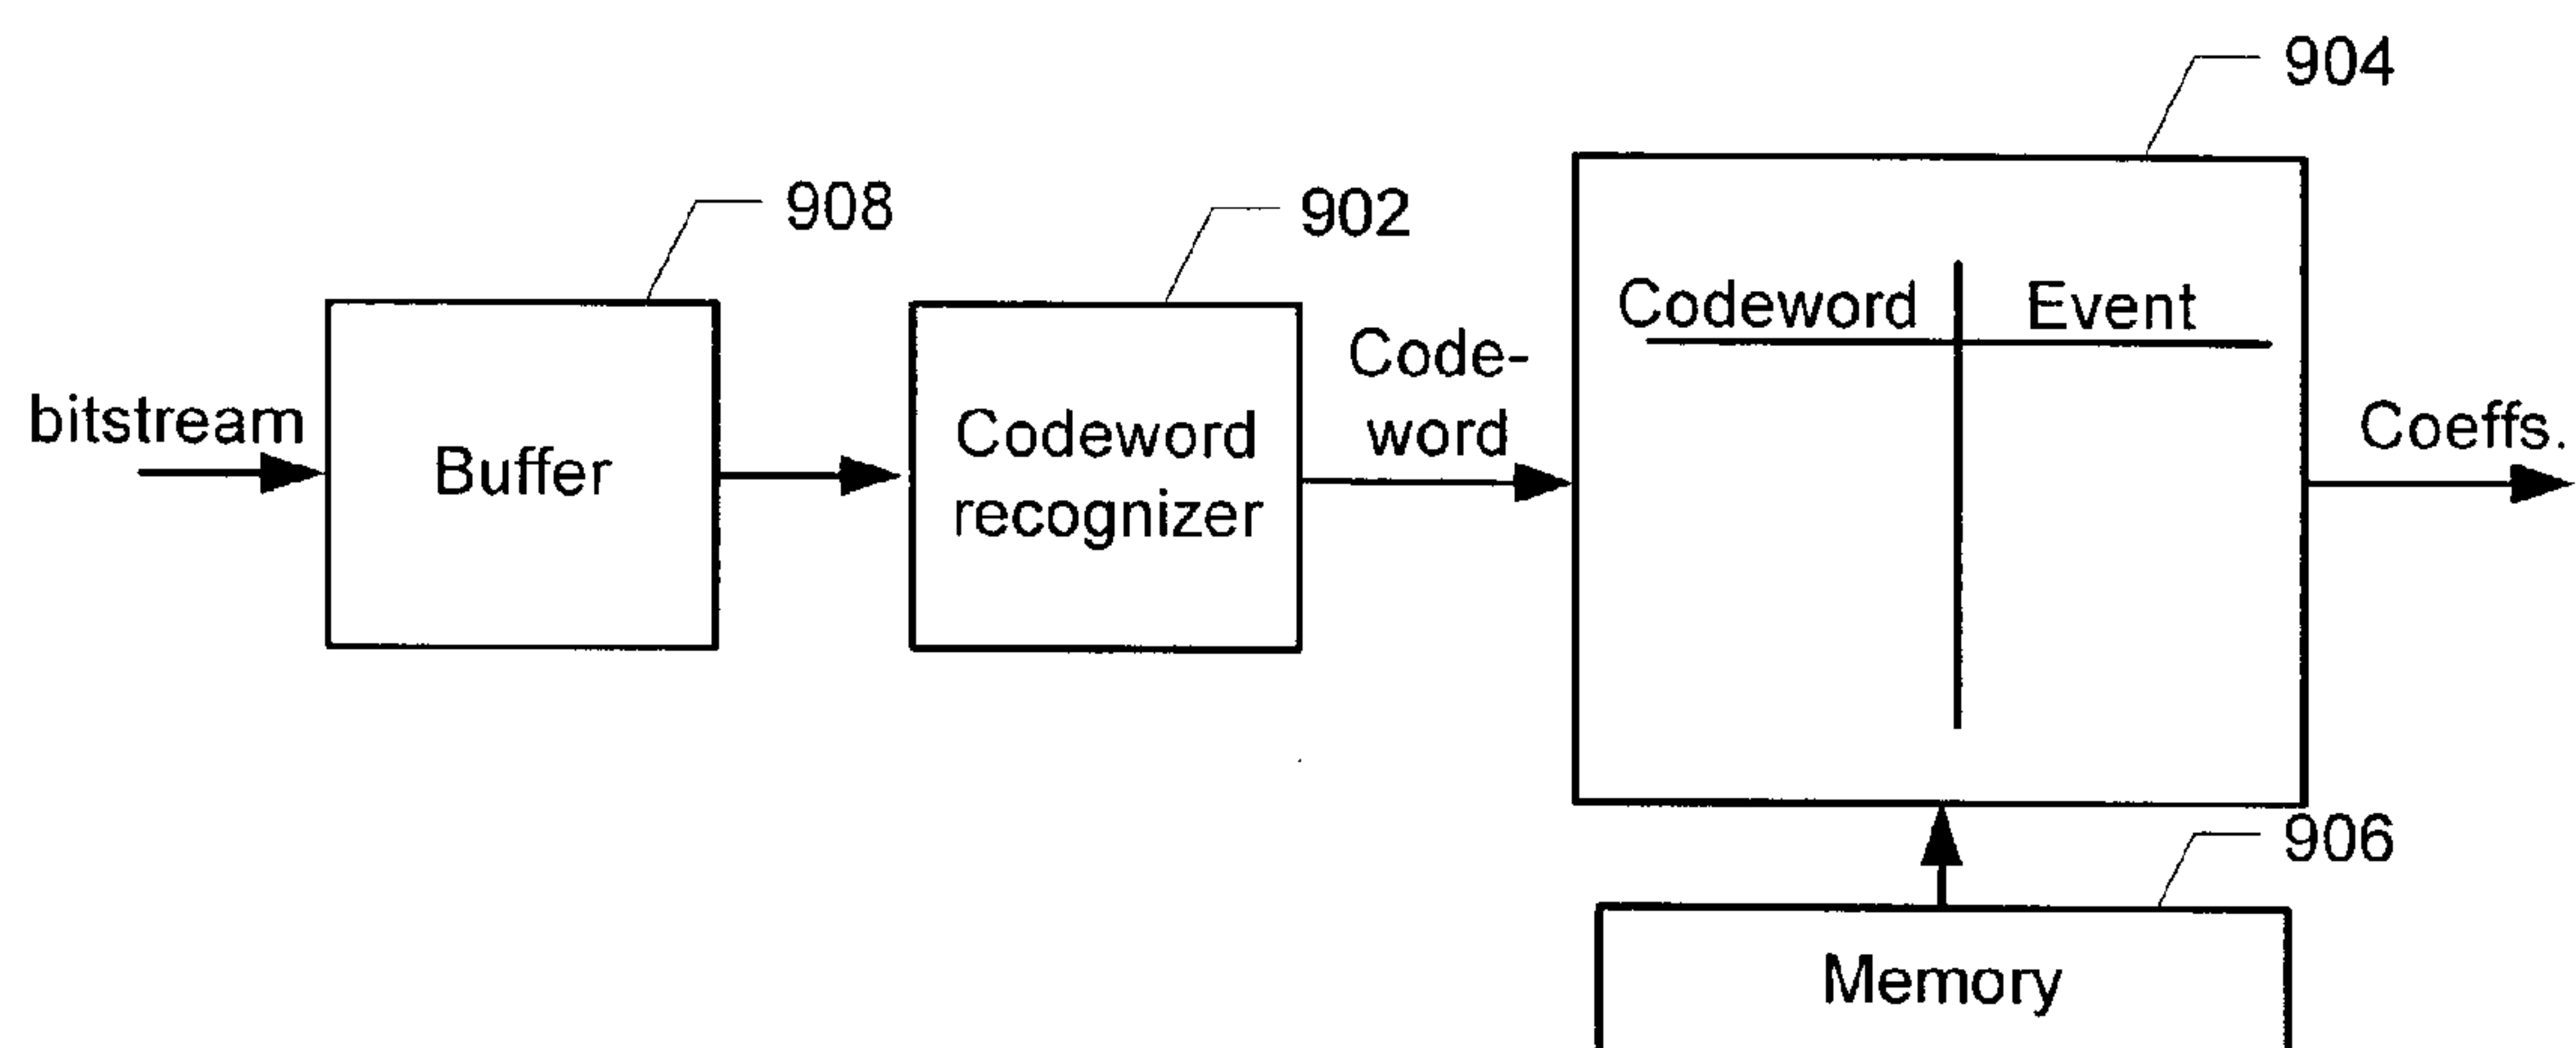 904
908
902
Codeword Event
Code-
word
bitstream
Buffer
Codeword
recognizer
Coeffs.
906
Memory